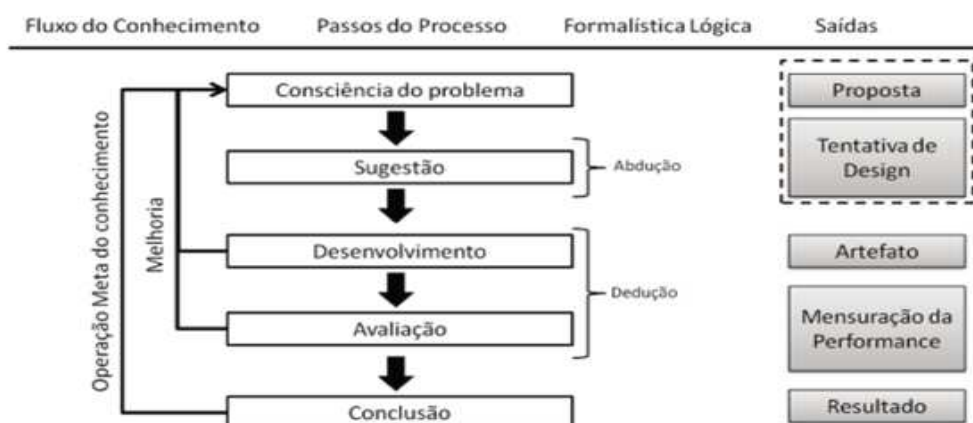 Fluxo do Conhecimento Passos do Processo Formalística Lógica Saídas
Consciência do problema
Proposta
Sugestão
Abdução
Tentativa de
Design
Operação Meta do conhecimento
Melhoria
Desenvolvimento
Artefato
Dedução
Avaliação
Mensuração da
Performance
Conclusão
Resultado